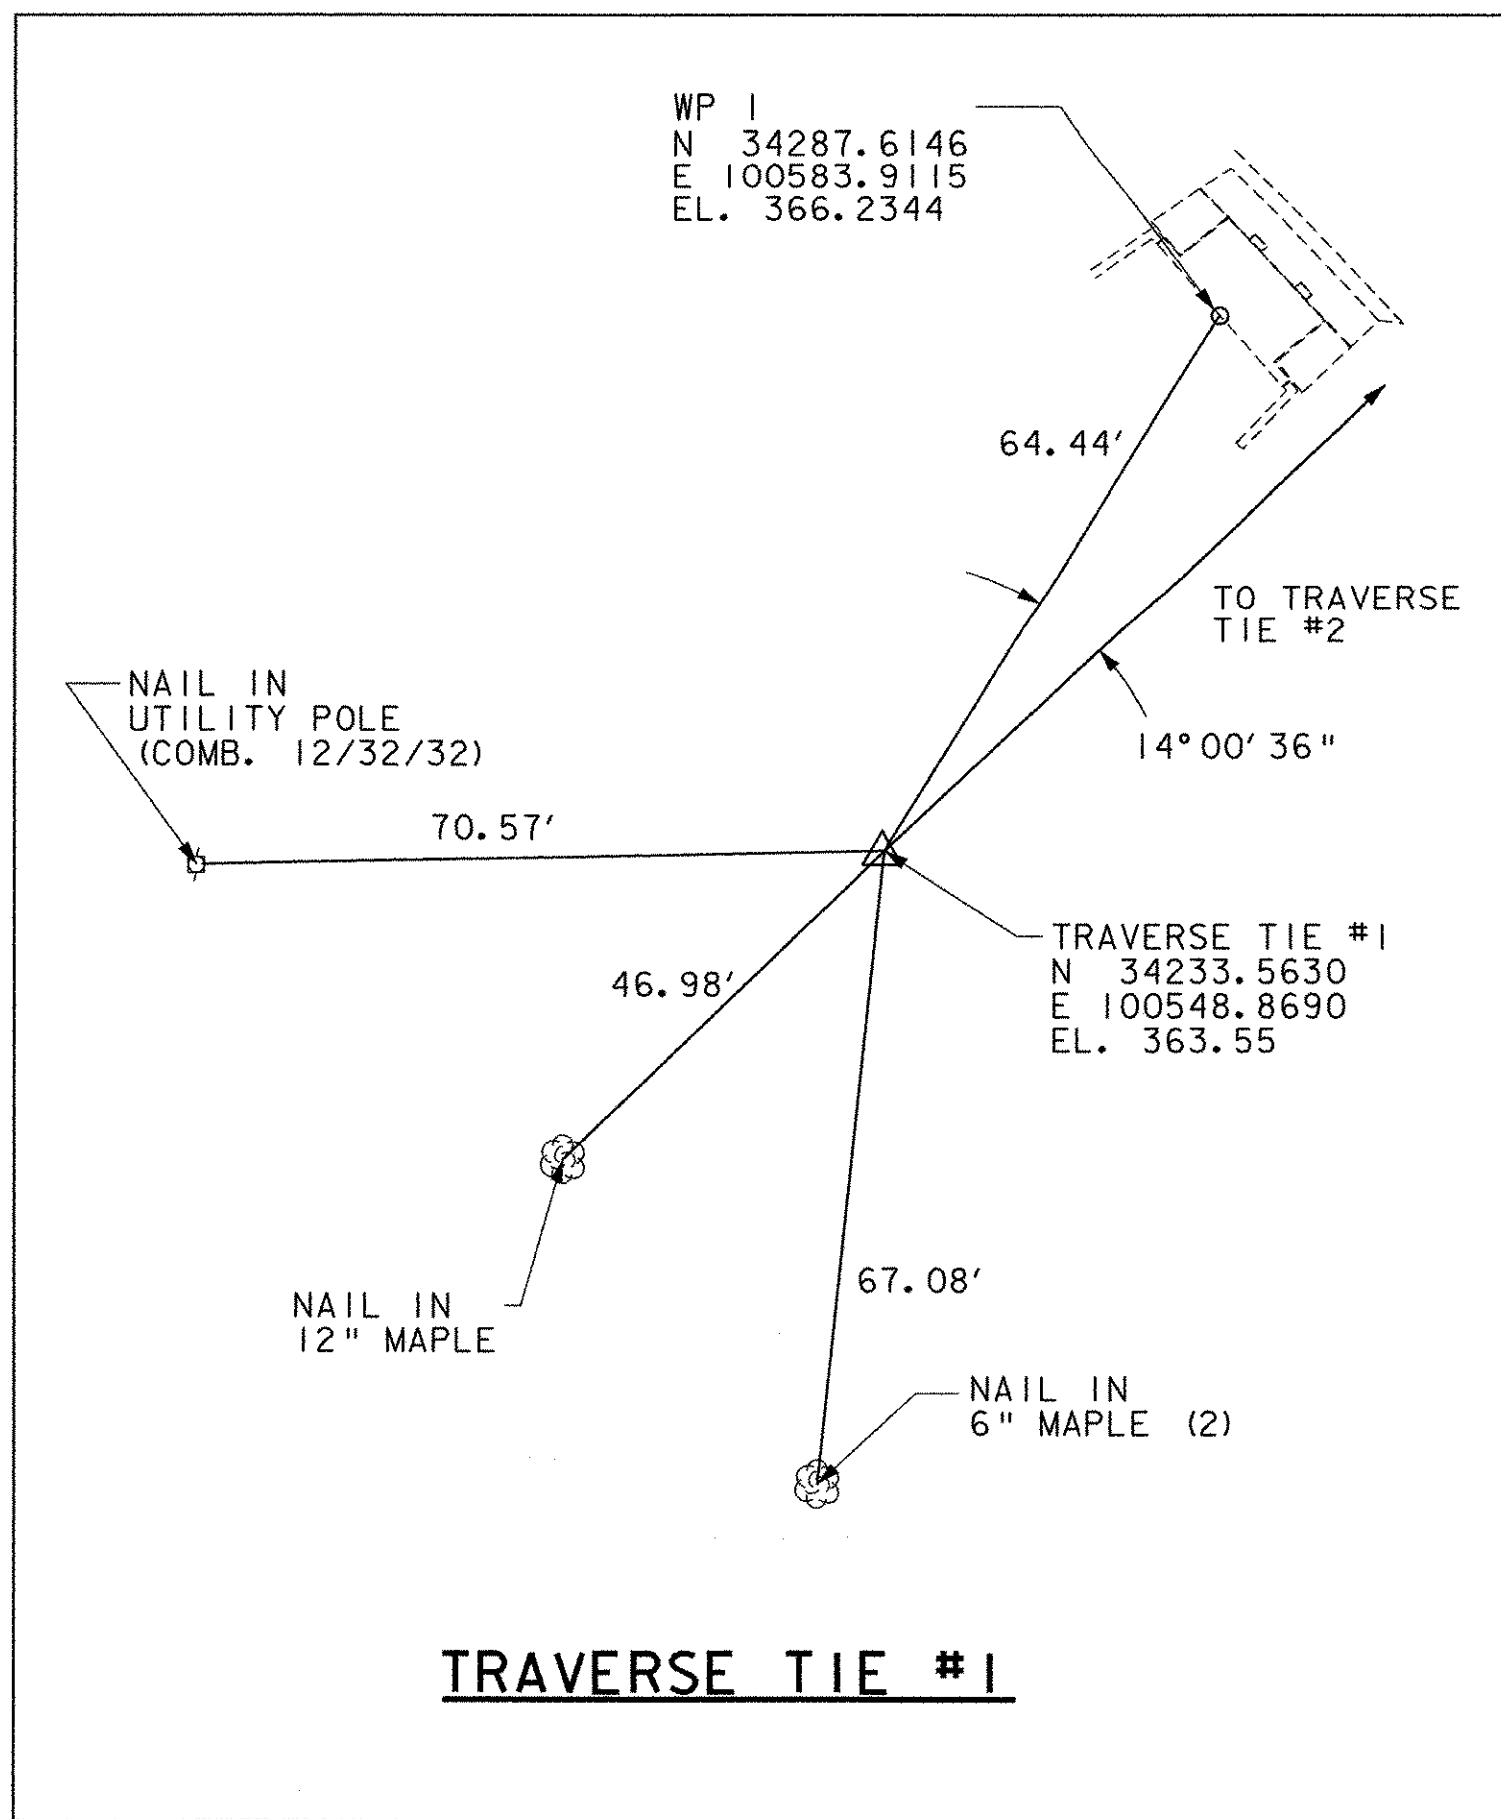 WP 1
N 34287.6146
E 100583.9115
EL. 366.2344
64.44'
TO TRAVERSE
TIE #2
NAIL IN
UTILITY POLE
(COMB. 12/32/32)
14°00'36"
70.57'
TRAVERSE TIE #1
N 34233.5630
E 100548.8690
EL. 363.55
46.98'
67.08'
NAIL IN
12" MAPLE
NAIL IN
6" MAPLE (2)
TRAVERSE TIE #1